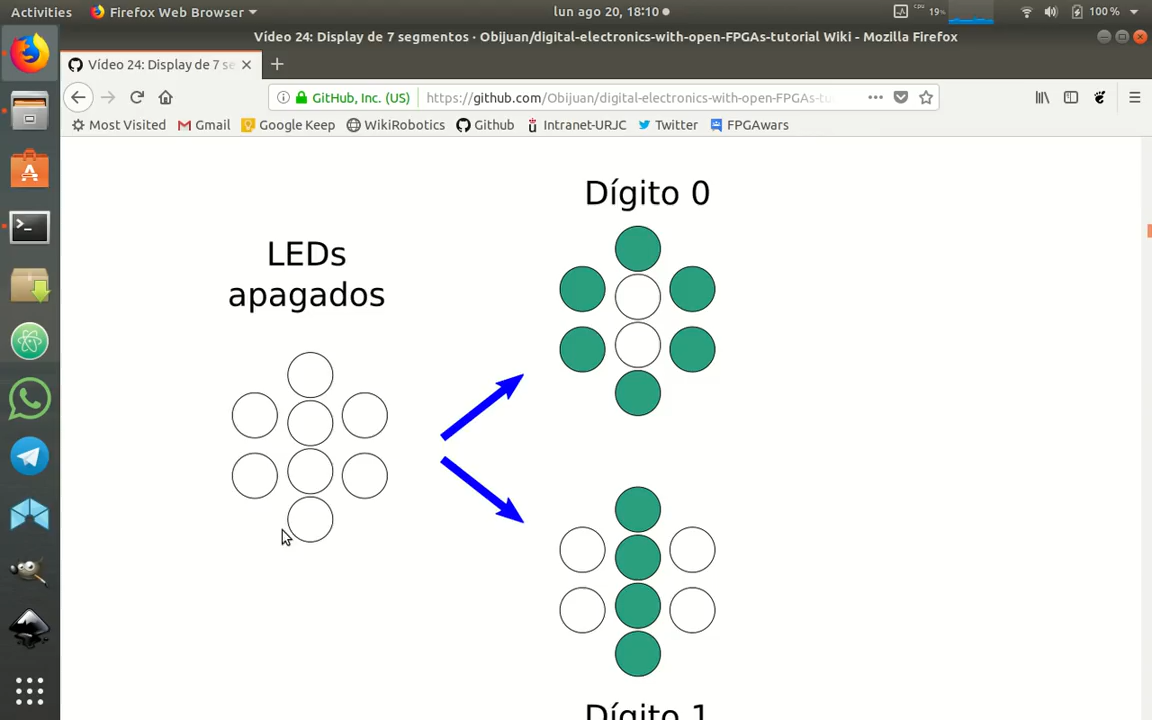 Activities
Firefox Web Browser
lun ago 20, 18:10
cpu 19%
100 %
Vídeo 24: Display de 7 segmentos · Obijuan/digital-electronics-with-open-FPGAs-tutorial Wiki - Mozilla Firefox
Vídeo 24: Display de 7 se
GitHub, Inc. (US)
https://github.com/Obijuan/digital-electronics-with-open-FPGAs-tu
Most Visited
Gmail
Google Keep
WikiRobotics
Github
Intranet-URJC
Twitter
FPGAwars
Dígito 0
LEDs
apagados
Dígito 1